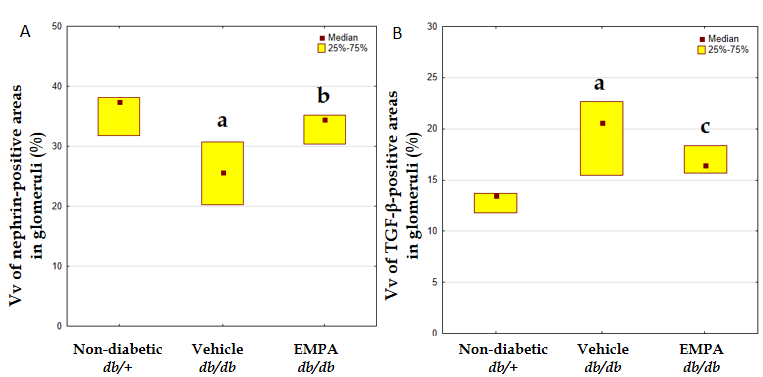 A
Vv of nephrin-positive areas
in glomeruli (%)
50
40
30
20
10
0
Median
25%-75%
a
b
Non-diabetic
db/+
Vehicle
db/db
EMPA
db/db
B
Vv of TGF-β-positive areas
in glomeruli (%)
30
25
20
15
10
5
0
Median
25%-75%
a
c
Non-diabetic
db/+
Vehicle
db/db
EMPA
db/db